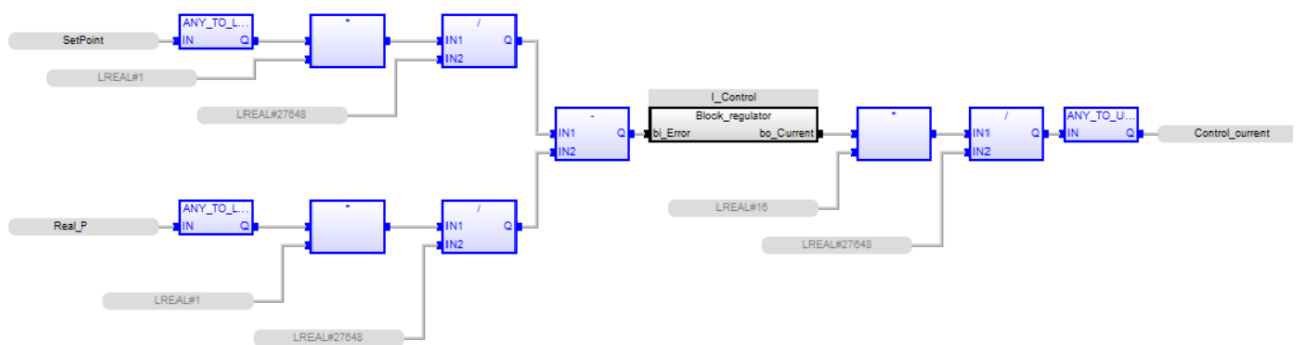 ANY_TO_L...
*
/
SetPoint
IN Q
IN1 Q
IN2
LREAL#1
LREAL#27648
I_Control
-
Block_regulator
*
/
ANY_TO_U...
IN1 Q
bi_Error bo_Current
IN1 Q
IN Q
Control_current
IN2
IN2
ANY_TO_L...
*
/
LREAL#16
Real_P
IN Q
IN1 Q
IN2
LREAL#27648
LREAL#1
LREAL#27648